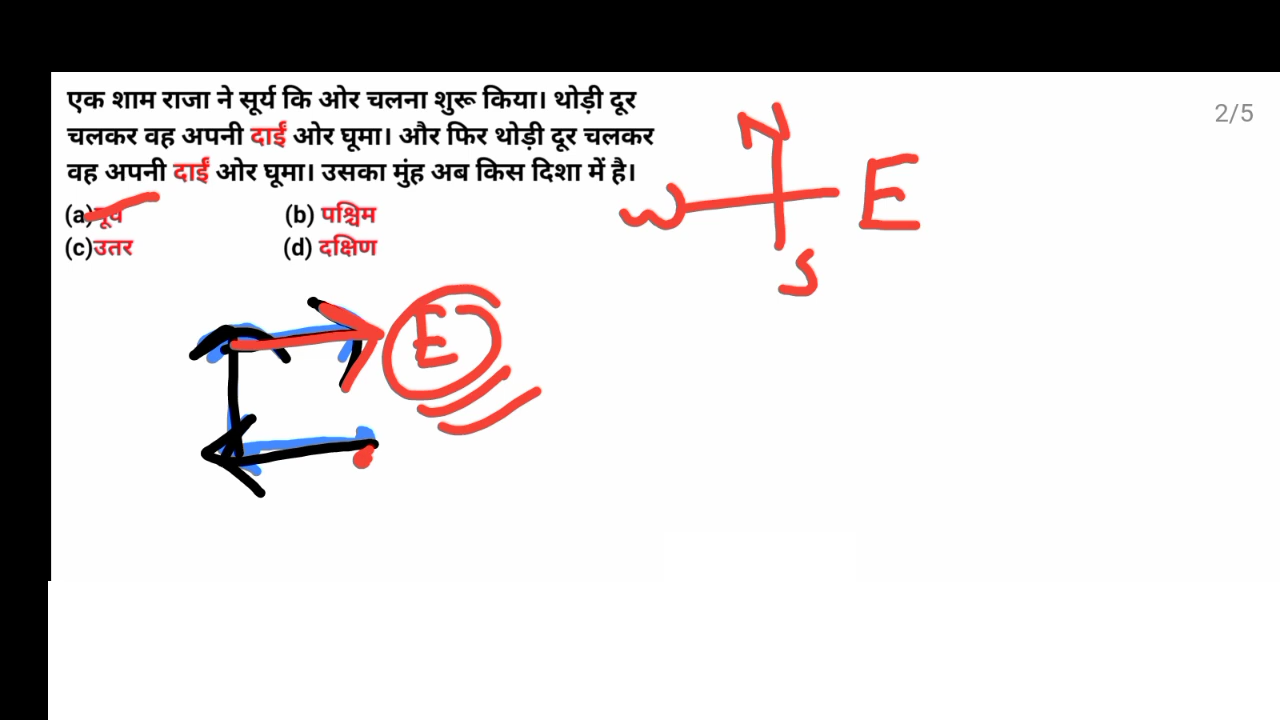 एक शाम राजा ने सूर्य कि ओर चलना शुरू किया। थोड़ी दूर
चलकर वह अपनी दाईं ओर घूमा। और फिर थोड़ी दूर चलकर
वह अपनी दाईं ओर घूमा। उसका मुंह अब किस दिशा में है।
(a)पूर्व (b) पश्चिम
(c)उतर (d) दक्षिण
2/5
N
W E
S
E